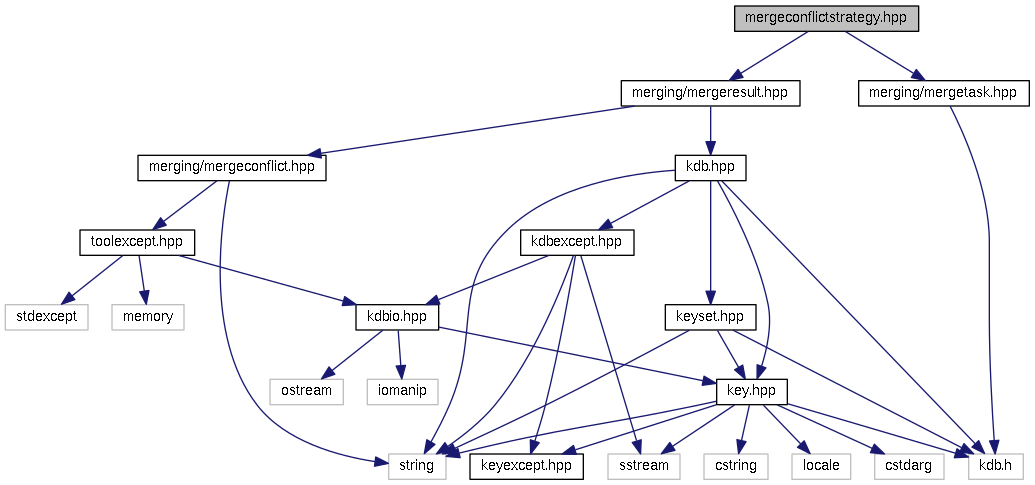 mergeconflictstrategy.hpp
merging/mergeresult.hpp
merging/mergetask.hpp
merging/mergeconflict.hpp
kdb.hpp
toolexcept.hpp
kdbexcept.hpp
stdexcept
memory
kdbio.hpp
keyset.hpp
ostream
iomanip
key.hpp
string
keyexcept.hpp
sstream
cstring
locale
cstdarg
kdb.h